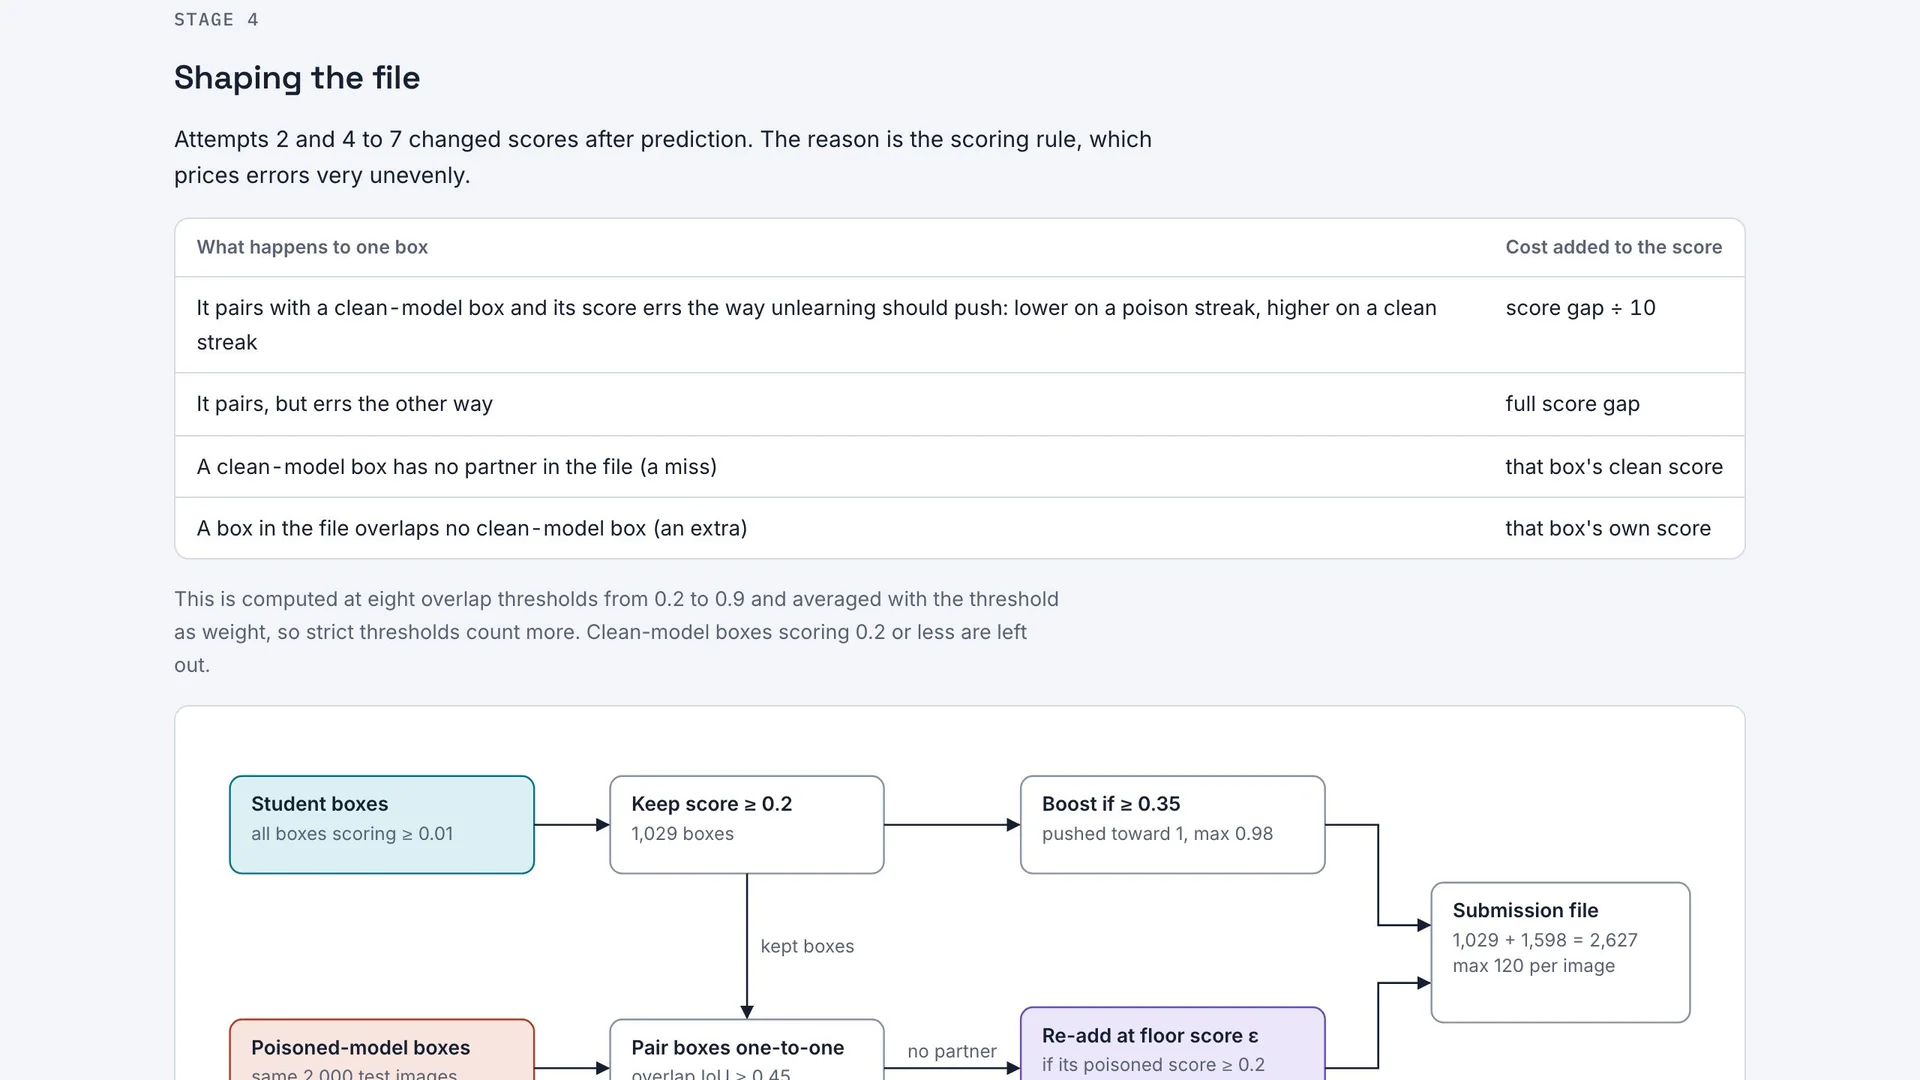 STAGE 4
Shaping the file
Attempts 2 and 4 to 7 changed scores after prediction. The reason is the scoring rule, which
prices errors very unevenly.
What happens to one box
Cost added to the score
It pairs with a clean-model box and its score errs the way unlearning should push: lower on a poison streak, higher on a clean
streak
score gap ÷ 10
It pairs, but errs the other way
full score gap
A clean-model box has no partner in the file (a miss)
that box's clean score
A box in the file overlaps no clean-model box (an extra)
that box's own score
This is computed at eight overlap thresholds from 0.2 to 0.9 and averaged with the threshold
as weight, so strict thresholds count more. Clean-model boxes scoring 0.2 or less are left
out.
Student boxes
all boxes scoring ≥ 0.01
Keep score ≥ 0.2
1,029 boxes
Boost if ≥ 0.35
pushed toward 1, max 0.98
Submission file
1,029 + 1,598 = 2,627
max 120 per image
kept boxes
Poisoned-model boxes
same 2,000 test images
Pair boxes one-to-one
overlap IoU ≥ 0.45
no partner
Re-add at floor score ε
if its poisoned score ≥ 0.2